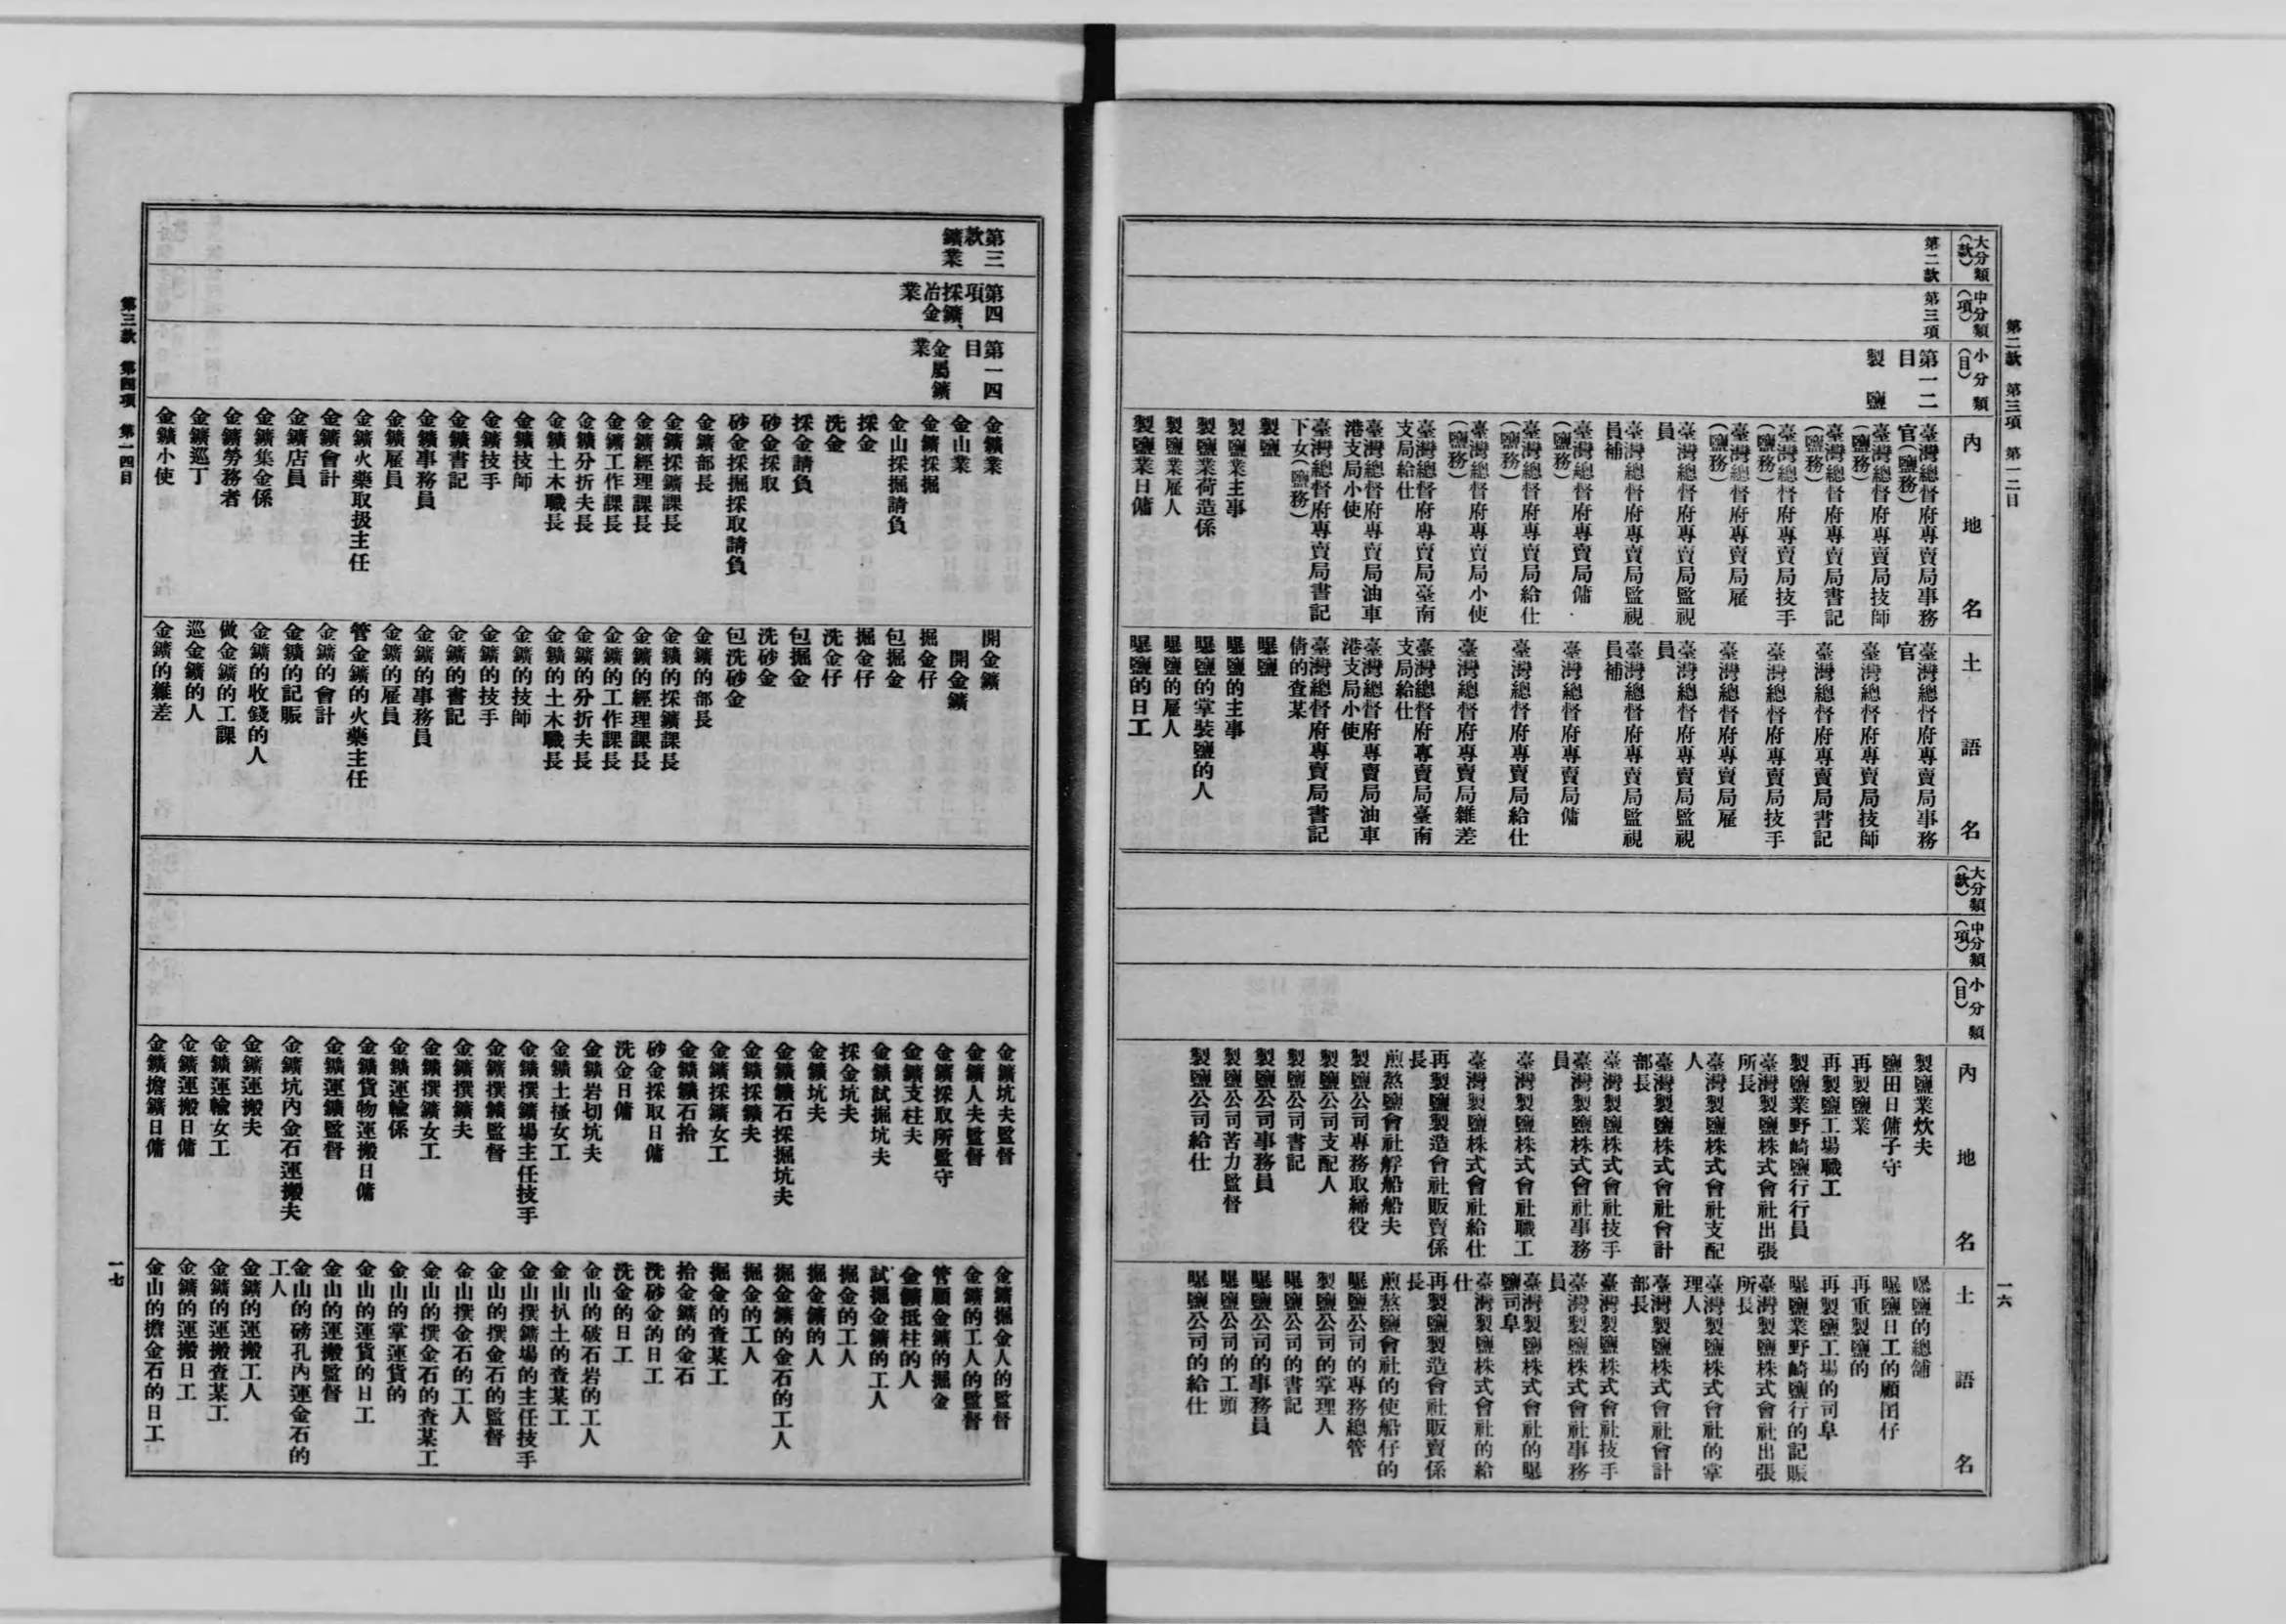 第二款　第三項　第一二目
一六
大分類（款）
中分類（項）
小分類（目）
內地名
土語名
第二款
第三項
第一二目
製鹽
臺灣總督府專賣局事務
官（鹽務）
臺灣總督府專賣局技師
（鹽務）
臺灣總督府專賣局書記
（鹽務）
臺灣總督府專賣局技手
（鹽務）
臺灣總督府專賣局雇
（鹽務）
臺灣總督府專賣局監視
員
臺灣總督府專賣局監視
員補
臺灣總督府專賣局傭
（鹽務）
臺灣總督府專賣局給仕
（鹽務）
臺灣總督府專賣局小使
（鹽務）
臺灣總督府專賣局臺南
支局給仕
臺灣總督府專賣局油車
港支局小使
臺灣總督府專賣局書記
下女（鹽務）
製鹽
製鹽業主事
製鹽業荷造係
製鹽業雇人
製鹽業日傭
臺灣總督府專賣局事務
官
臺灣總督府專賣局技師
臺灣總督府專賣局書記
臺灣總督府專賣局技手
臺灣總督府專賣局雇
臺灣總督府專賣局監視
員
臺灣總督府專賣局監視
員補
臺灣總督府專賣局傭
臺灣總督府專賣局給仕
臺灣總督府專賣局雜差
臺灣總督府專賣局臺南
支局給仕
臺灣總督府專賣局油車
港支局小使
臺灣總督府專賣局書記
倩的査某
曝鹽
曝鹽的主事
曝鹽的掌裝鹽的人
曝鹽的雇人
曝鹽的日工
大分類（款）
中分類（項）
小分類（目）
內地名
土語名
製鹽業炊夫
鹽田日傭子守
再製鹽業
再製鹽工場職工
製鹽業野崎鹽行行員
臺灣製鹽株式會社出張
所長
臺灣製鹽株式會社支配
人
臺灣製鹽株式會社會計
部長
臺灣製鹽株式會社技手
臺灣製鹽株式會社事務
員
臺灣製鹽株式會社職工
臺灣製鹽株式會社給仕
再製鹽製造會社販賣係
長
煎熬鹽會社艀船船夫
製鹽公司專務取締役
製鹽公司支配人
製鹽公司書記
製鹽公司事務員
製鹽公司苦力監督
製鹽公司給仕
曝鹽的總舖
曝鹽日工的顧囝仔
再重製鹽的
再製鹽工場的司阜
曝鹽業野崎鹽行的記賬
臺灣製鹽株式會社出張
所長
臺灣製鹽株式會社的掌
理人
臺灣製鹽株式會社會計
部長
臺灣製鹽株式會社技手
臺灣製鹽株式會社事務
員
臺灣製鹽株式會社的曝
鹽司阜
臺灣製鹽株式會社的給
仕
再製鹽製造會社販賣係
長
煎熬鹽會社的使船仔的
曝鹽公司的專務總管
製鹽公司的掌理人
曝鹽公司的書記
曝鹽公司的事務員
曝鹽公司的工頭
曝鹽公司的給仕
第三款
鑛業
第四項
採鑛、冶金業
第一四目
金屬鑛業
金鑛業
金山業
金鑛採掘
金山採掘請負
採金
洗金
採金請負
砂金採取
砂金採掘採取請負
金鑛部長
金鑛採鑛課長
金鑛經理課長
金鑛工作課長
金鑛分折夫長
金鑛土木職長
金鑛技師
金鑛技手
金鑛書記
金鑛事務員
金鑛雇員
金鑛火藥取扱主任
金鑛會計
金鑛店員
金鑛集金係
金鑛勞務者
金鑛巡丁
金鑛小使
開金鑛
開金鑛
掘金仔
包掘金
掘金仔
洗金仔
包掘金
洗砂金
包洗砂金
金鑛的部長
金鑛的採鑛課長
金鑛的經理課長
金鑛的工作課長
金鑛的分折夫長
金鑛的土木職長
金鑛的技師
金鑛的技手
金鑛的書記
金鑛的事務員
金鑛的雇員
管金鑛的火藥主任
金鑛的會計
金鑛的記賬
金鑛的收錢的人
做金鑛的工課
巡金鑛的人
金鑛的雜差
金鑛坑夫監督
金鑛人夫監督
金鑛採取所監守
金鑛支柱夫
金鑛試掘坑夫
採金坑夫
金鑛坑夫
金鑛鑛石採掘坑夫
金鑛採鑛夫
金鑛採鑛女工
金鑛鑛石拾
砂金採取日傭
洗金日傭
金鑛岩切坑夫
金鑛土掻女工
金鑛撰鑛場主任技手
金鑛撰鑛監督
金鑛撰鑛夫
金鑛撰鑛女工
金鑛運輸係
金鑛貨物運搬日傭
金鑛運鑛監督
金鑛坑內金石運搬夫
金鑛運搬夫
金鑛運輸女工
金鑛運搬日傭
金鑛擔鑛日傭
金鑛掘金人的監督
金鑛的工人的監督
管顧金鑛的掘金
金鑛抵柱的人
試掘金鑛的工人
掘金的工人
掘金鑛的人
掘金鑛的金石的工人
掘金的工人
掘金的査某工
拾金鑛的金石
洗砂金的日工
洗金的日工
金山的破石岩的工人
金山扒土的査某工
金山撰鑛場的主任技手
金山的撰金石的監督
金山撰金石的工人
金山的撰金石的査某工
金山的掌運貨的
金山的運貨的日工
金山的運搬監督
金山的磅孔內運金石的
工人
金鑛的運搬工人
金鑛的運搬査某工
金鑛的運搬日工
金山的擔金石的日工
第三款　第四項　第一四目
一七